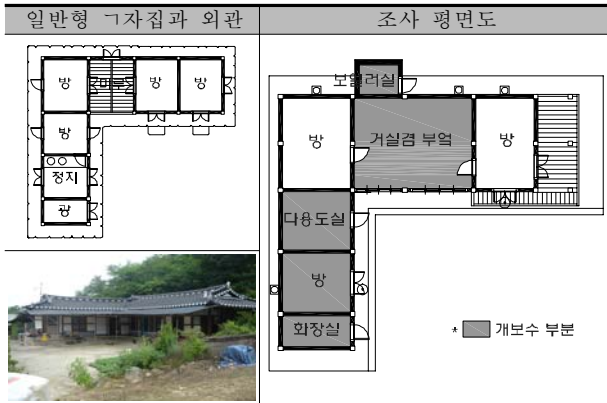 일반형 ㄱ자집과 외관
조사 평면도
방
마루
방
방
방
정지
광
보일러실
방
거실겸 부엌
방
다용도실
방
화장실
* 개보수 부분